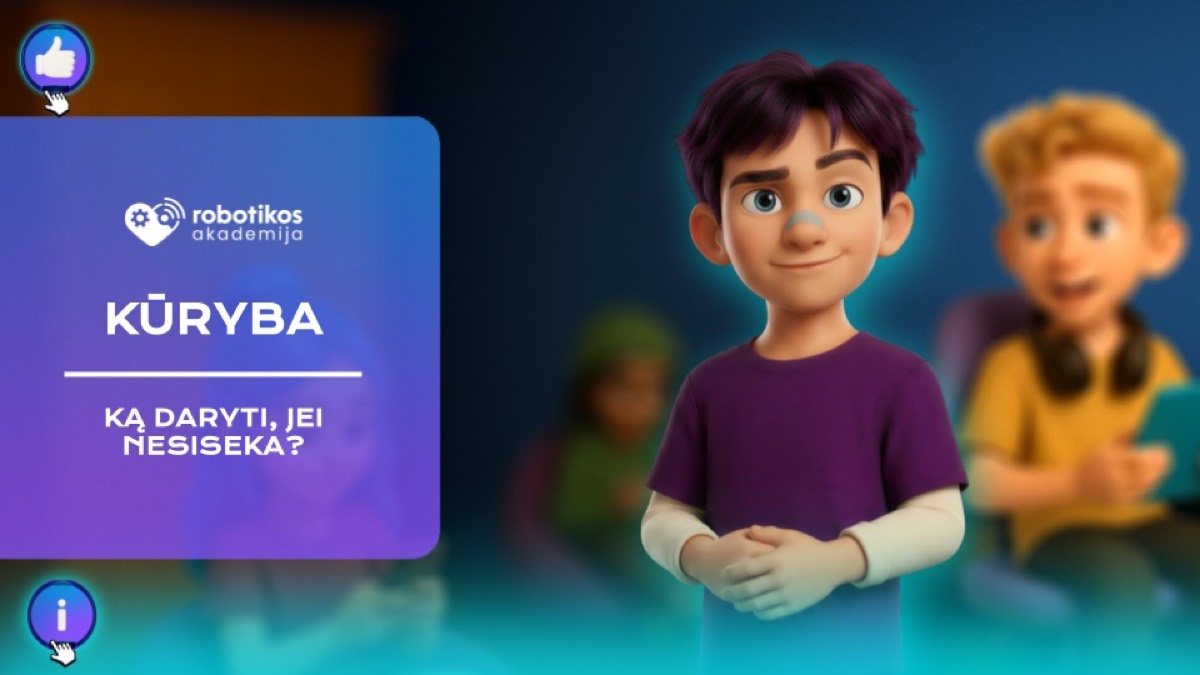 robotikos
akademija
KŪRYBA
KĄ DARYTI, JEI
NESISEKA?
i